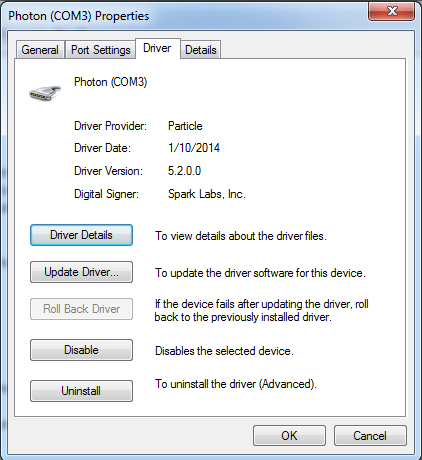 Photon (COM3) Properties
General Port Settings Driver Details
Photon (COM3)
Driver Provider: Particle
Driver Date: 1/10/2014
Driver Version: 5.2.0.0
Digital Signer: Spark Labs, Inc.
Driver Details To view details about the driver files.
Update Driver... To update the driver software for this device.
Roll Back Driver If the device fails after updating the driver, roll
back to the previously installed driver.
Disable Disables the selected device.
Uninstall To uninstall the driver (Advanced).
OK Cancel